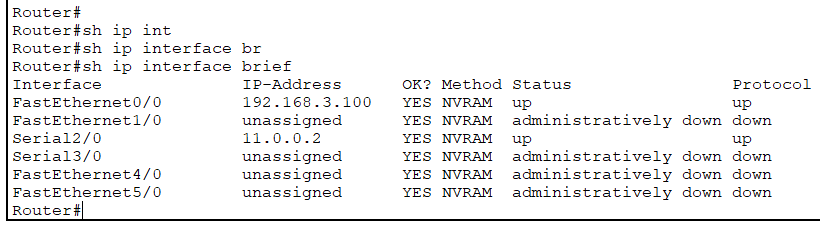 Router#
Router#sh ip int
Router#sh ip interface br
Router#sh ip interface brief
Interface              IP-Address      OK? Method Status                Protocol
FastEthernet0/0        192.168.3.100   YES NVRAM  up                    up
FastEthernet1/0        unassigned      YES NVRAM  administratively down down
Serial2/0              11.0.0.2        YES NVRAM  up                    up
Serial3/0              unassigned      YES NVRAM  administratively down down
FastEthernet4/0        unassigned      YES NVRAM  administratively down down
FastEthernet5/0        unassigned      YES NVRAM  administratively down down
Router#